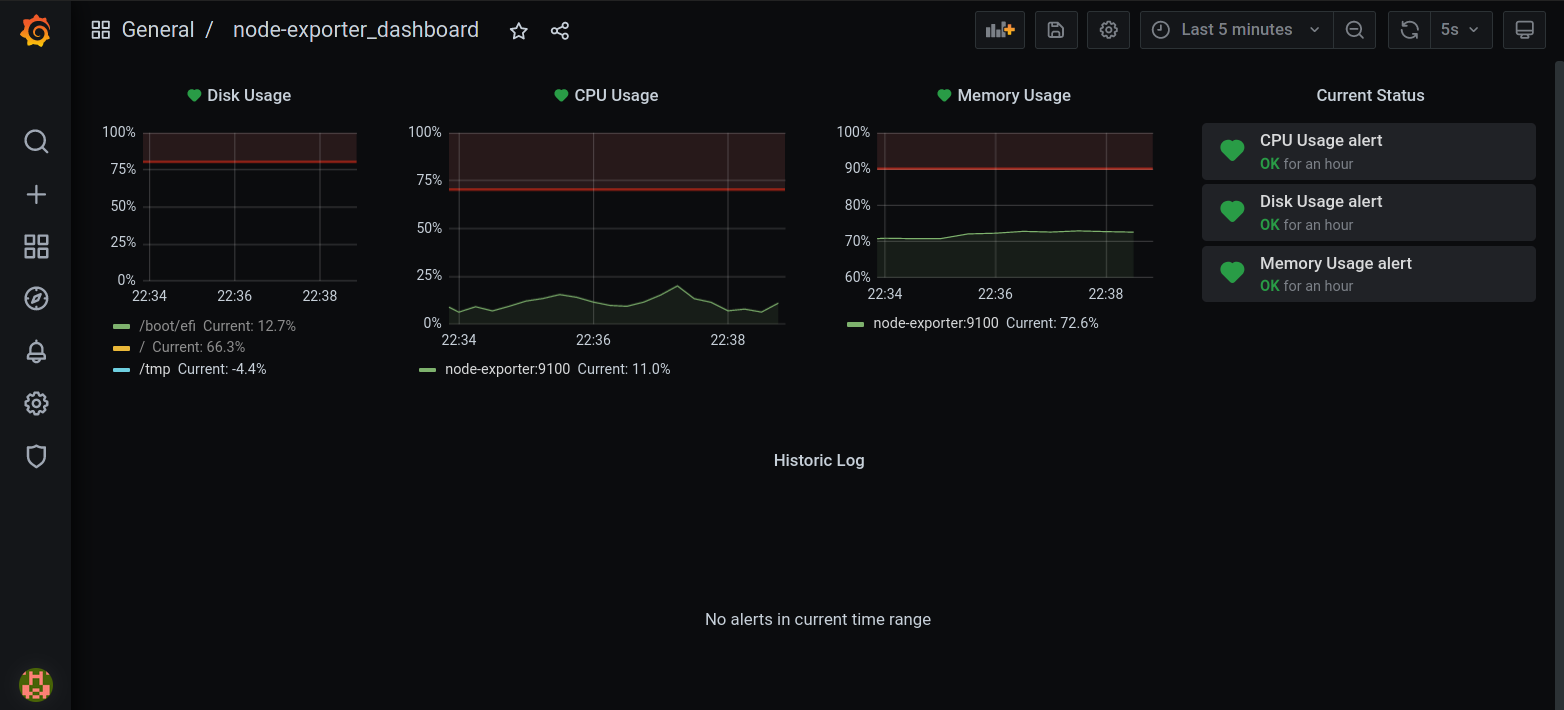 General / node-exporter_dashboard
Last 5 minutes
5s
Disk Usage
100%
75%
50%
25%
0%
22:34 22:36 22:38
/boot/efi Current: 12.7%
/ Current: 66.3%
/tmp Current: -4.4%
CPU Usage
100%
75%
50%
25%
0%
22:34 22:36 22:38
node-exporter:9100 Current: 11.0%
Memory Usage
100%
90%
80%
70%
60%
22:34 22:36 22:38
node-exporter:9100 Current: 72.6%
Current Status
CPU Usage alert
OK for an hour
Disk Usage alert
OK for an hour
Memory Usage alert
OK for an hour
Historic Log
No alerts in current time range